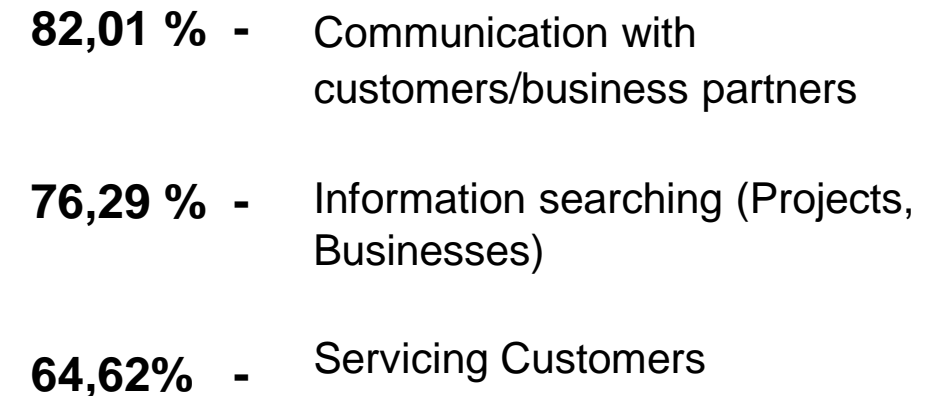 82,01 % - Communication with
customers/business partners
76,29 % - Information searching (Projects,
Businesses)
64,62% - Servicing Customers